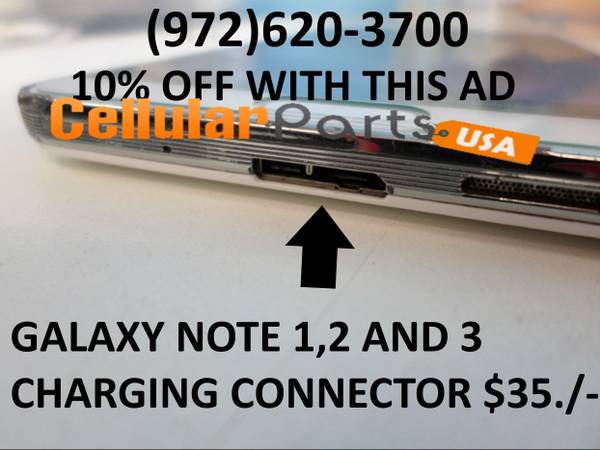 (972)620-3700
10% OFF WITH THIS AD
CellularParts USA
GALAXY NOTE 1,2 AND 3
CHARGING CONNECTOR $35./-